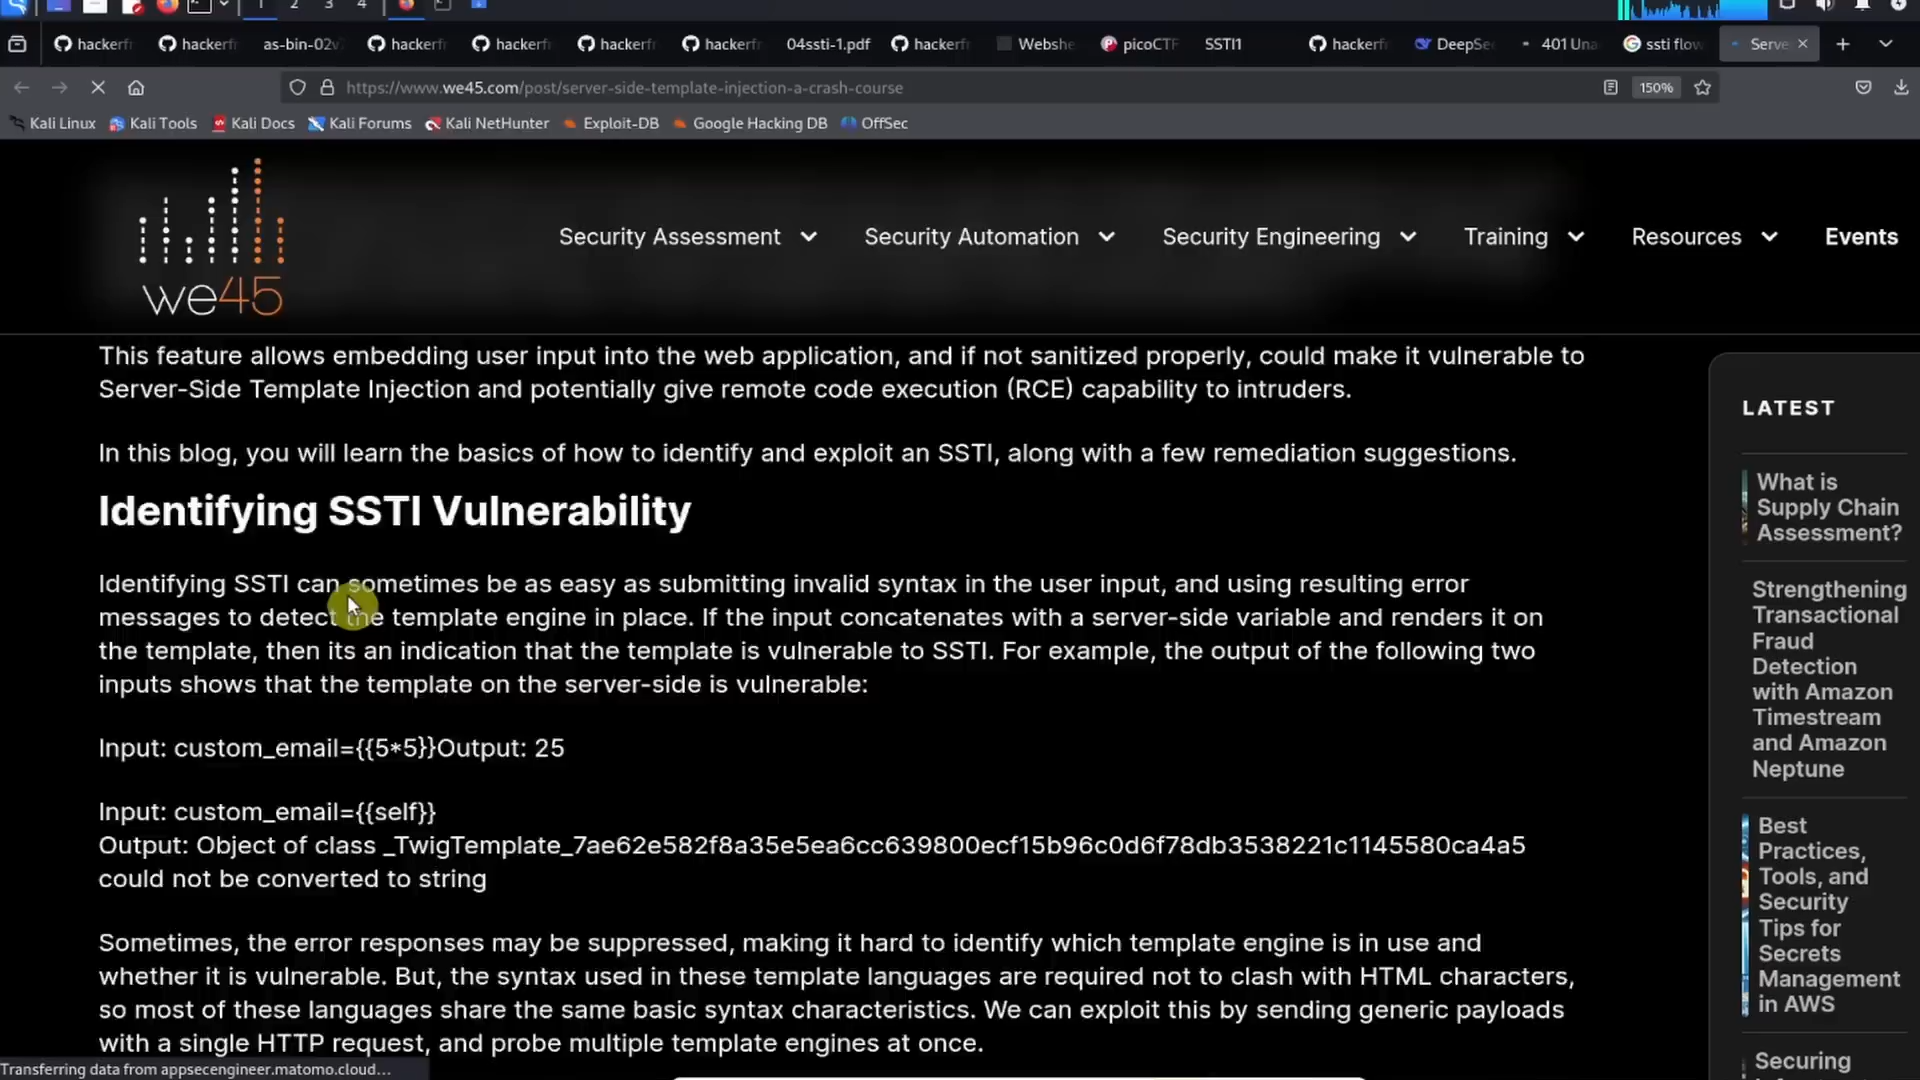 1 2 3 4
hackerfr
hackerfr
as-bin-02v
hackerfr
hackerfr
hackerfr
hackerfr
04ssti-1.pdf
hackerfr
Webshe
picoCTF
SSTI1
hackerfr
DeepSee
401 Una
ssti flow
Serve
https://www.we45.com/post/server-side-template-injection-a-crash-course
150%
Kali Linux
Kali Tools
Kali Docs
Kali Forums
Kali NetHunter
Exploit-DB
Google Hacking DB
OffSec
we45
Security Assessment
Security Automation
Security Engineering
Training
Resources
Events
This feature allows embedding user input into the web application, and if not sanitized properly, could make it vulnerable to
Server-Side Template Injection and potentially give remote code execution (RCE) capability to intruders.
In this blog, you will learn the basics of how to identify and exploit an SSTI, along with a few remediation suggestions.
Identifying SSTI Vulnerability
Identifying SSTI can sometimes be as easy as submitting invalid syntax in the user input, and using resulting error
messages to detect the template engine in place. If the input concatenates with a server-side variable and renders it on
the template, then its an indication that the template is vulnerable to SSTI. For example, the output of the following two
inputs shows that the template on the server-side is vulnerable:
Input: custom_email={{5*5}}Output: 25
Input: custom_email={{self}}
Output: Object of class _TwigTemplate_7ae62e582f8a35e5ea6cc639800ecf15b96c0d6f78db3538221c1145580ca4a5
could not be converted to string
Sometimes, the error responses may be suppressed, making it hard to identify which template engine is in use and
whether it is vulnerable. But, the syntax used in these template languages are required not to clash with HTML characters,
so most of these languages share the same basic syntax characteristics. We can exploit this by sending generic payloads
with a single HTTP request, and probe multiple template engines at once.
LATEST
What is
Supply Chain
Assessment?
Strengthening
Transactional
Fraud
Detection
with Amazon
Timestream
and Amazon
Neptune
Best
Practices,
Tools, and
Security
Tips for
Secrets
Management
in AWS
Securing
Transferring data from appsecengineer.matomo.cloud...